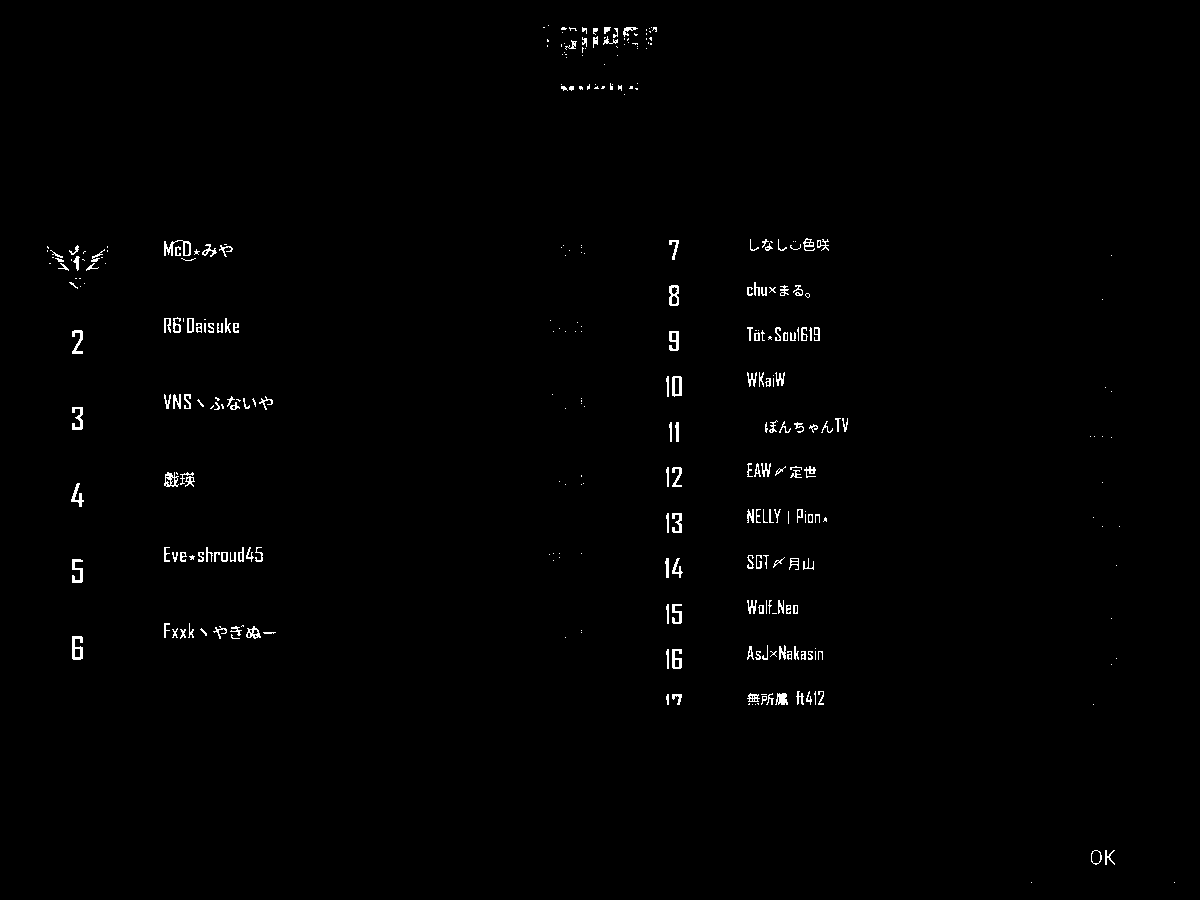 1 McD⭑みや
2 R6'Daisuke
3 VNS丶ふないや
4 戯瑛
5 Eve⭑shroud45
6 Fxxk丶やぎぬー
7 しなし◡̈色咲
8 chu×まる。
9 Töt⭑Soul619
10 WKaiW
11 ぽんちゃんTV
12 EAW〆定世
13 NELLY｜Pion⭑
14 SGT〆月山
15 Wolf_Neo
16 AsJ×Nakasin
17 無所属 ft412
OK